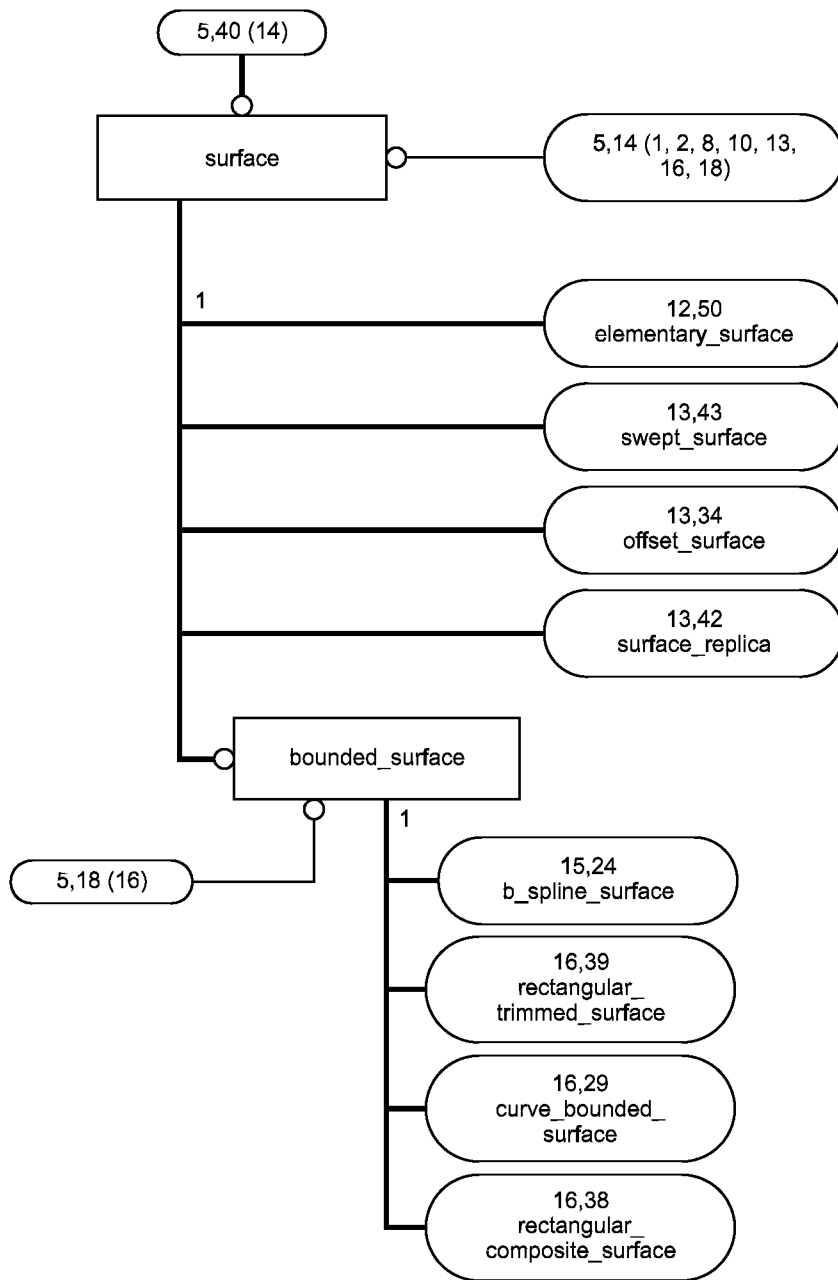 5,40 (14)
surface
5,14 (1, 2, 8, 10, 13,
16, 18)
1
12,50
elementary_surface
13,43
swept_surface
13,34
offset_surface
13,42
surface_replica
bounded_surface
1
5,18 (16)
15,24
b_spline_surface
16,39
rectangular_
trimmed_surface
16,29
curve_bounded_
surface
16,38
rectangular_
composite_surface